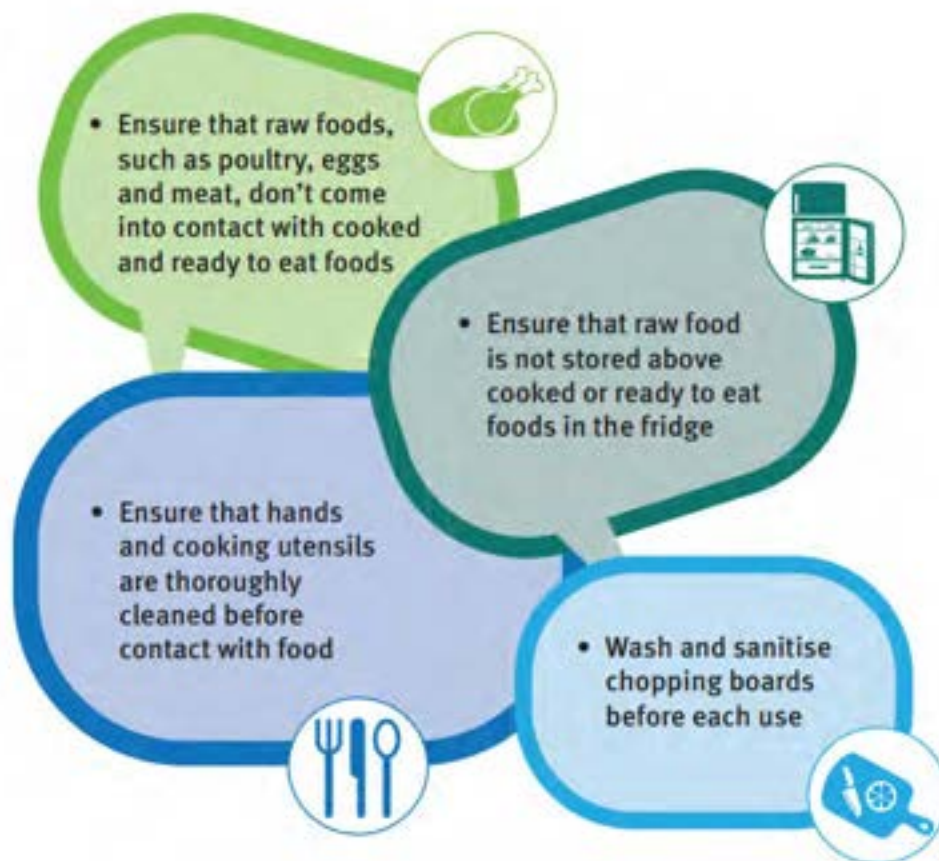 • Ensure that raw foods,
such as poultry, eggs
and meat, don't come
into contact with cooked
and ready to eat foods
• Ensure that raw food
is not stored above
cooked or ready to eat
foods in the fridge
• Ensure that hands
and cooking utensils
are thoroughly
cleaned before
contact with food
• Wash and sanitise
chopping boards
before each use